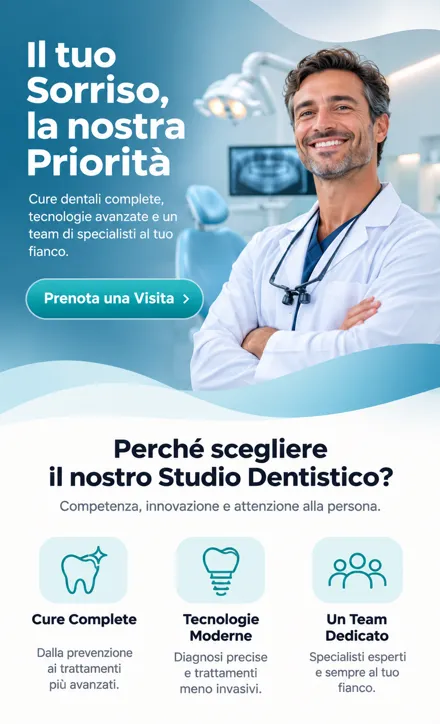 Il tuo
Sorriso,
la nostra
Priorità
Cure dentali complete,
tecnologie avanzate e un
team di specialisti al tuo
fianco.
Prenota una Visita
Perché scegliere
il nostro Studio Dentistico?
Competenza, innovazione e attenzione alla persona.
Cure Complete
Dalla prevenzione
ai trattamenti
più avanzati.
Tecnologie
Moderne
Diagnosi precise
e trattamenti
meno invasivi.
Un Team
Dedicato
Specialisti esperti
e sempre al tuo
fianco.